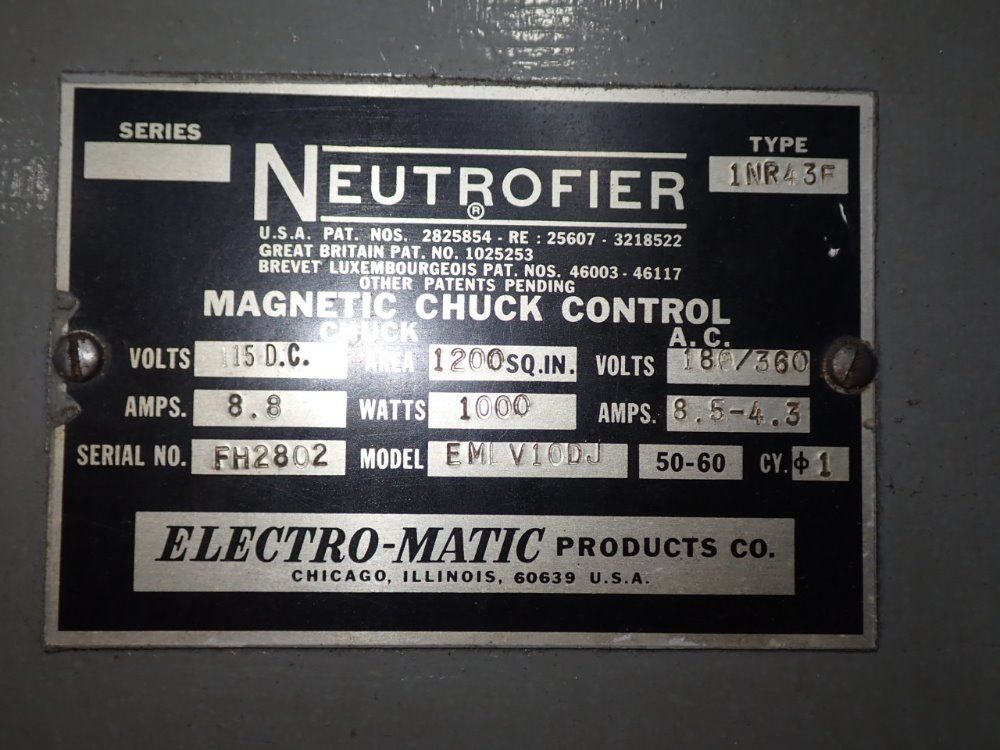 SERIES
TYPE
1NR43F
NEUTROFIER
®
U.S.A. PAT. NOS. 2825854 - RE : 25607 - 3218522
GREAT BRITAIN PAT. NO. 1025253
BREVET LUXEMBOURGEOIS PAT. NOS. 46003 - 46117
OTHER PATENTS PENDING
MAGNETIC CHUCK CONTROL
CHUCK A.C.
VOLTS 115 D.C. AREA 1200 SQ.IN. VOLTS /360
AMPS. 8.8 WATTS 1000 AMPS. 8.5-4.3
SERIAL NO. FH2802 MODEL 50-60 CY. ϕ 1
ELECTRO-MATIC PRODUCTS CO.
CHICAGO, ILLINOIS, 60639 U.S.A.